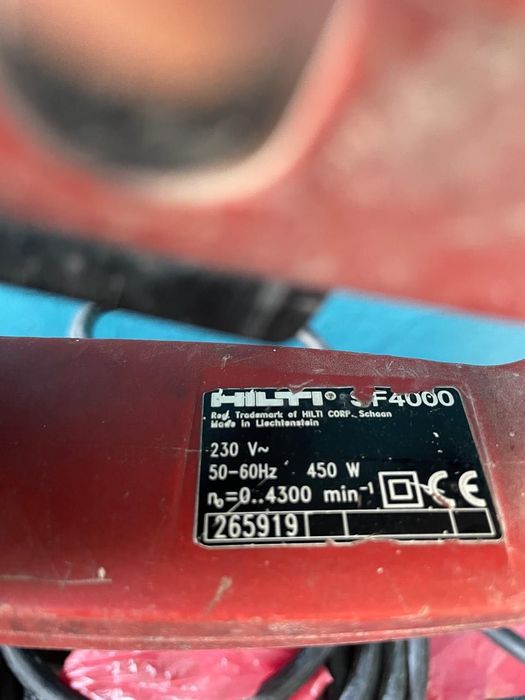 HILTI® SF4000
Reg. Trademark of HILTI CORP. Schaan
Made in Liechtenstein
230 V~
50-60Hz 450 W
n₀=0..4300 min⁻¹ CE
265919